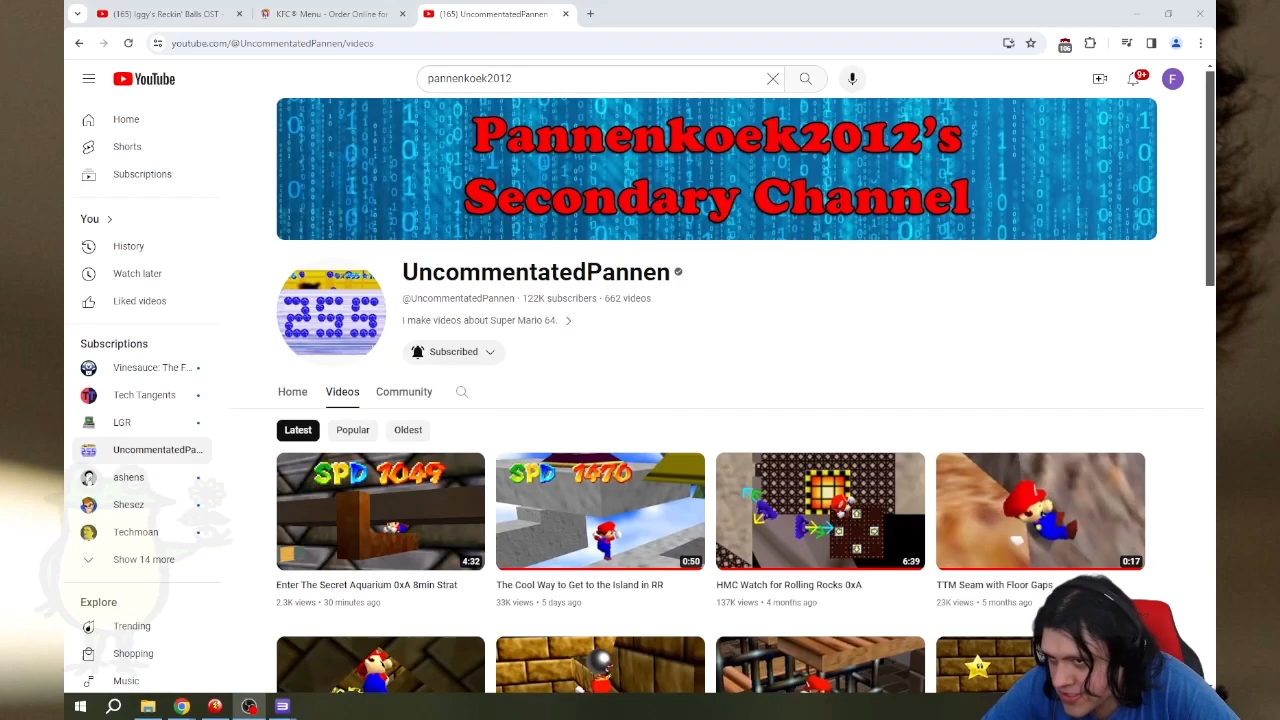 (165) Iggy's Reckin' Balls OST -
KFC® Menu - Order Online for
(165) UncommentatedPannen -
youtube.com/@UncommentatedPannen/videos
106
YouTube
pannenkoek2012
9+
F
Home
Shorts
Subscriptions
You
History
Watch later
Liked videos
Subscriptions
Vinesauce: The F...
Tech Tangents
LGR
UncommentatedPa...
ashens
Shesez
Techmoan
Show 14 more
Explore
Trending
Shopping
Music
Pannenkoek2012's
Secondary Channel
255
UncommentatedPannen
@UncommentatedPannen · 122K subscribers · 662 videos
I make videos about Super Mario 64.
Subscribed
Home Videos Community
Latest Popular Oldest
SPD 1049
4:32
SPD 1470
0:50
6:39
0:17
Enter The Secret Aquarium 0xA 8min Strat
2.3K views · 30 minutes ago
The Cool Way to Get to the Island in RR
33K views · 5 days ago
HMC Watch for Rolling Rocks 0xA
137K views · 4 months ago
TTM Seam with Floor Gaps
23K views · 5 months ago